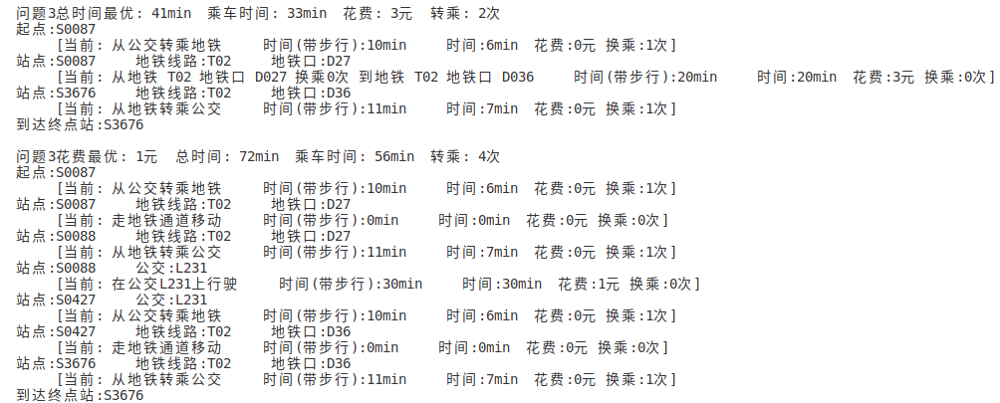 问题3总时间最优: 41min  乘车时间: 33min  花费: 3元  转乘: 2次
起点:S0087
     [当前: 从公交转乘地铁     时间(带步行):10min     时间:6min  花费:0元 换乘:1次]
站点:S0087     地铁线路:T02     地铁口:D27
     [当前: 从地铁 T02 地铁口 D027 换乘0次 到地铁 T02 地铁口 D036     时间(带步行):20min     时间:20min  花费:3元 换乘:0次]
站点:S3676     地铁线路:T02     地铁口:D36
     [当前: 从地铁转乘公交     时间(带步行):11min     时间:7min  花费:0元 换乘:1次]
到达终点站:S3676

问题3花费最优: 1元  总时间: 72min  乘车时间: 56min  转乘: 4次
起点:S0087
     [当前: 从公交转乘地铁     时间(带步行):10min     时间:6min  花费:0元 换乘:1次]
站点:S0087     地铁线路:T02     地铁口:D27
     [当前: 走地铁通道移动     时间(带步行):0min     时间:0min  花费:0元 换乘:0次]
站点:S0088     地铁线路:T02     地铁口:D27
     [当前: 从地铁转乘公交     时间(带步行):11min     时间:7min  花费:0元 换乘:1次]
站点:S0088     公交:L231
     [当前: 在公交L231上行驶     时间(带步行):30min     时间:30min  花费:1元 换乘:0次]
站点:S0427     公交:L231
     [当前: 从公交转乘地铁     时间(带步行):10min     时间:6min  花费:0元 换乘:1次]
站点:S0427     地铁线路:T02     地铁口:D36
     [当前: 走地铁通道移动     时间(带步行):0min     时间:0min  花费:0元 换乘:0次]
站点:S3676     地铁线路:T02     地铁口:D36
     [当前: 从地铁转乘公交     时间(带步行):11min     时间:7min  花费:0元 换乘:1次]
到达终点站:S3676